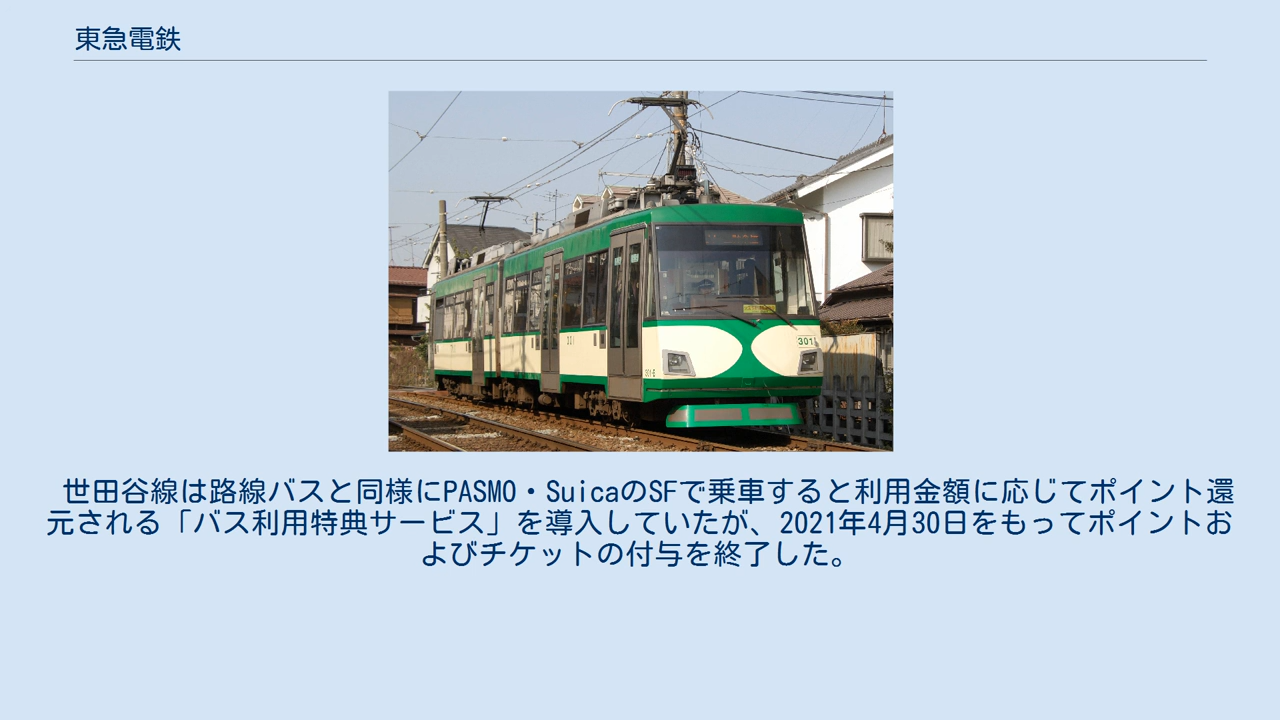 東急電鉄
301
301-B
世田谷線は路線バスと同様にPASMO・SuicaのSFで乗車すると利用金額に応じてポイント還
元される「バス利用特典サービス」を導入していたが、2021年4月30日をもってポイントお
よびチケットの付与を終了した。